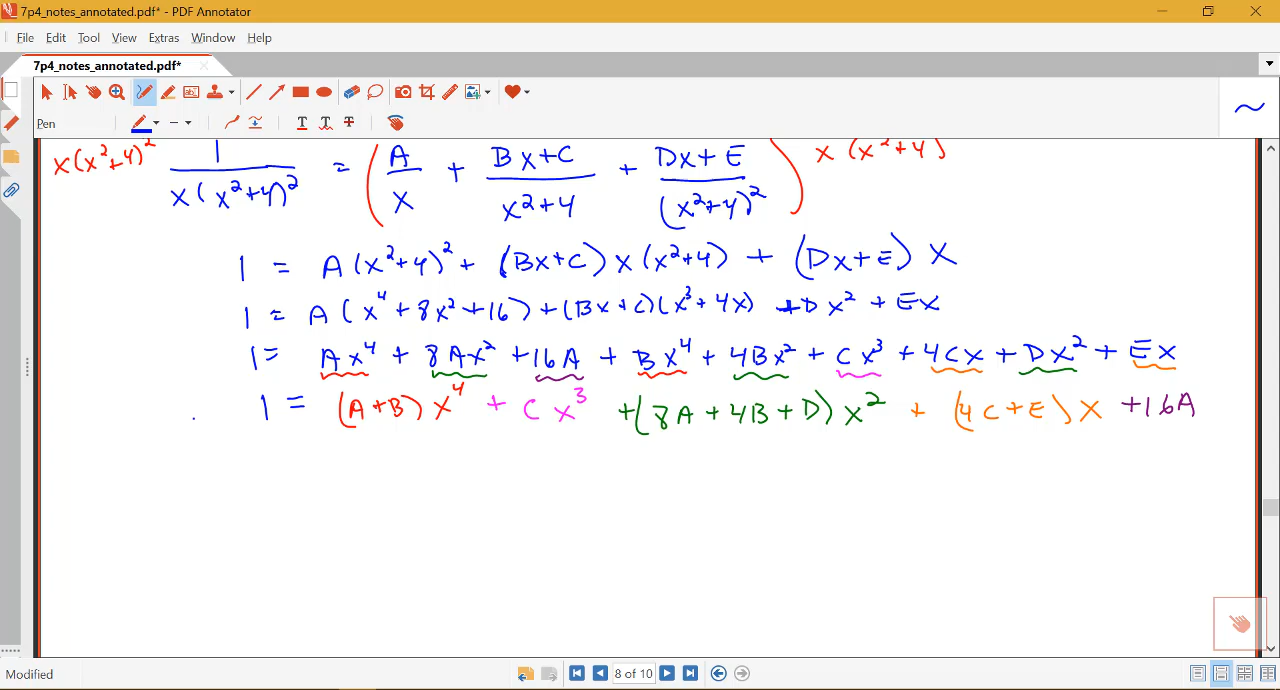 7p4_notes_annotated.pdf* - PDF Annotator
File Edit Tool View Extras Window Help
7p4_notes_annotated.pdf*
Pen
x(x²+4)² 1/(x(x²+4)²) = (A/x + (Bx+C)/(x²+4) + (Dx+E)/(x²+4)²) x(x²+4)
1 = A(x²+4)² + (Bx+C)x(x²+4) + (Dx+E)x
1 = A(x⁴+8x²+16) + (Bx+C)(x³+4x) + Dx² + Ex
1 = Ax⁴ + 8Ax² + 16A + Bx⁴ + 4Bx² + Cx³ + 4Cx + Dx² + Ex
1 = (A+B)x⁴ + Cx³ + (8A+4B+D)x² + (4C+E)x + 16A
Modified
8 of 10